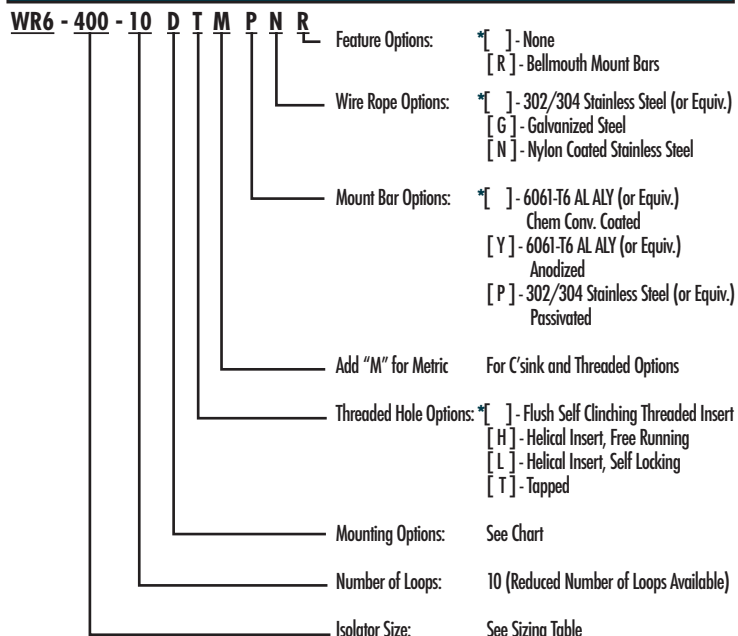 WR6 - 400 - 10 D T M P N R
Feature Options: *[ ] - None
[ R ] - Bellmouth Mount Bars
Wire Rope Options: *[ ] - 302/304 Stainless Steel (or Equiv.)
[ G ] - Galvanized Steel
[ N ] - Nylon Coated Stainless Steel
Mount Bar Options: *[ ] - 6061-T6 AL ALY (or Equiv.)
Chem Conv. Coated
[ Y ] - 6061-T6 AL ALY (or Equiv.)
Anodized
[ P ] - 302/304 Stainless Steel (or Equiv.)
Passivated
Add "M" for Metric For C'sink and Threaded Options
Threaded Hole Options: *[ ] - Flush Self Clinching Threaded Insert
[ H ] - Helical Insert, Free Running
[ L ] - Helical Insert, Self Locking
[ T ] - Tapped
Mounting Options: See Chart
Number of Loops: 10 (Reduced Number of Loops Available)
Isolator Size: See Sizing Table